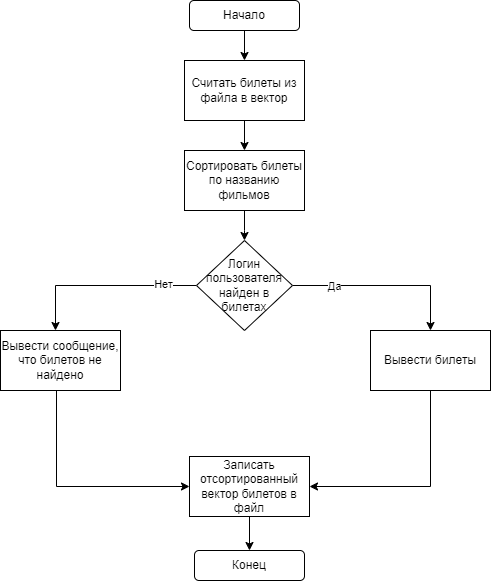 Начало
Считать билеты из
файла в вектор
Сортировать билеты
по названию
фильмов
Логин
пользователя
найден в
билетах
Нет
Да
Вывести сообщение,
что билетов не
найдено
Вывести билеты
Записать
отсортированный
вектор билетов в
файл
Конец